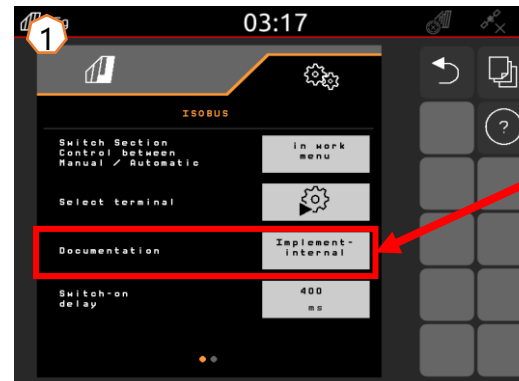 1
03:17
ISOBUS
Switch Section
Control between
Manual / Automatic
in work
menu
Select terminal
Documentation
Implement-
internal
Switch-on
delay
400
ms
?